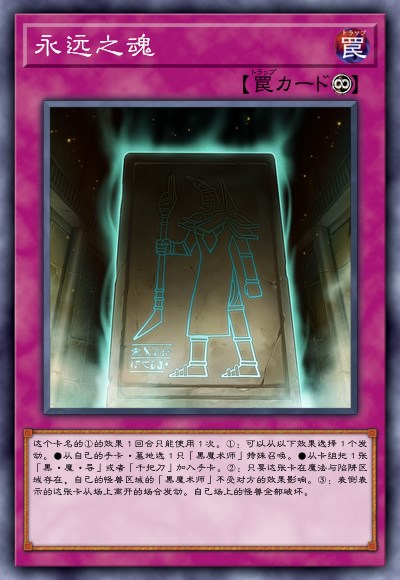 永远之魂
トラップ
罠
トラップ
【罠カード】
这个卡名的①的效果1回合只能使用1次。①：可以从以下效果选择1个发
动。●从自己的手卡・墓地选1只「黑魔术师」特殊召唤。●从卡组把1张
「黑・魔・导」或者「千把刀」加入手卡。②：只要这张卡在魔法与陷阱区
域存在，自己的怪兽区域的「黑魔术师」不受对方的效果影响。③：表侧表
示的这张卡从场上离开的场合发动。自己场上的怪兽全部破坏。